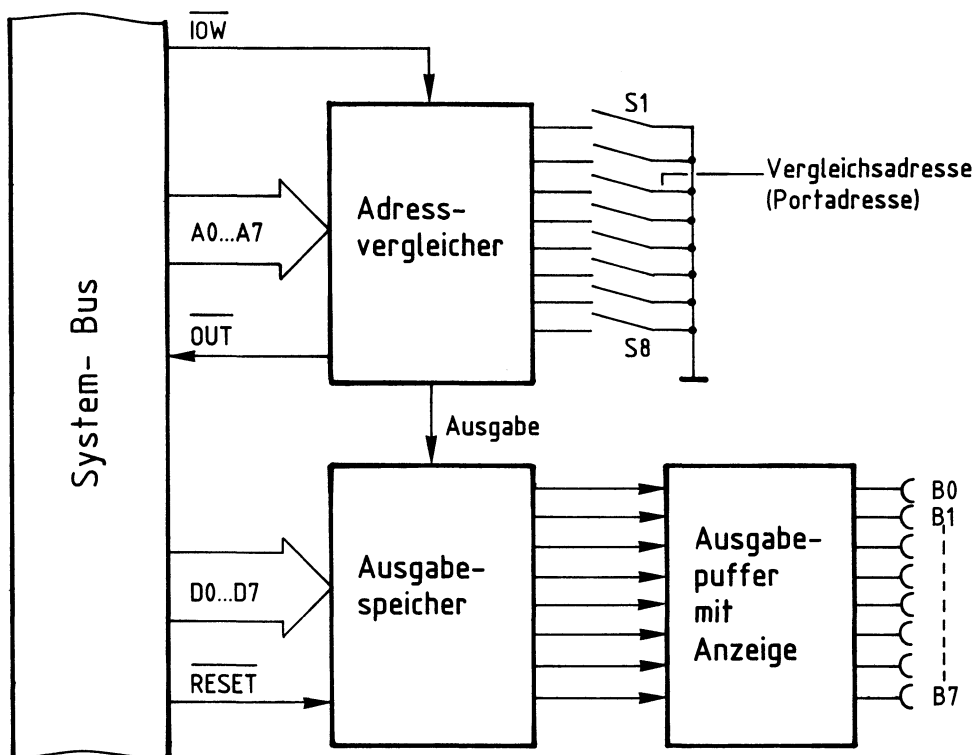 IOW
S1
Vergleichsadresse
(Portadresse)
Adress-
vergleicher
A0...A7
OUT
S8
System- Bus
Ausgabe
B0
B1
Ausgabe-
speicher
Ausgabe-
puffer
mit
Anzeige
D0...D7
RESET
B7